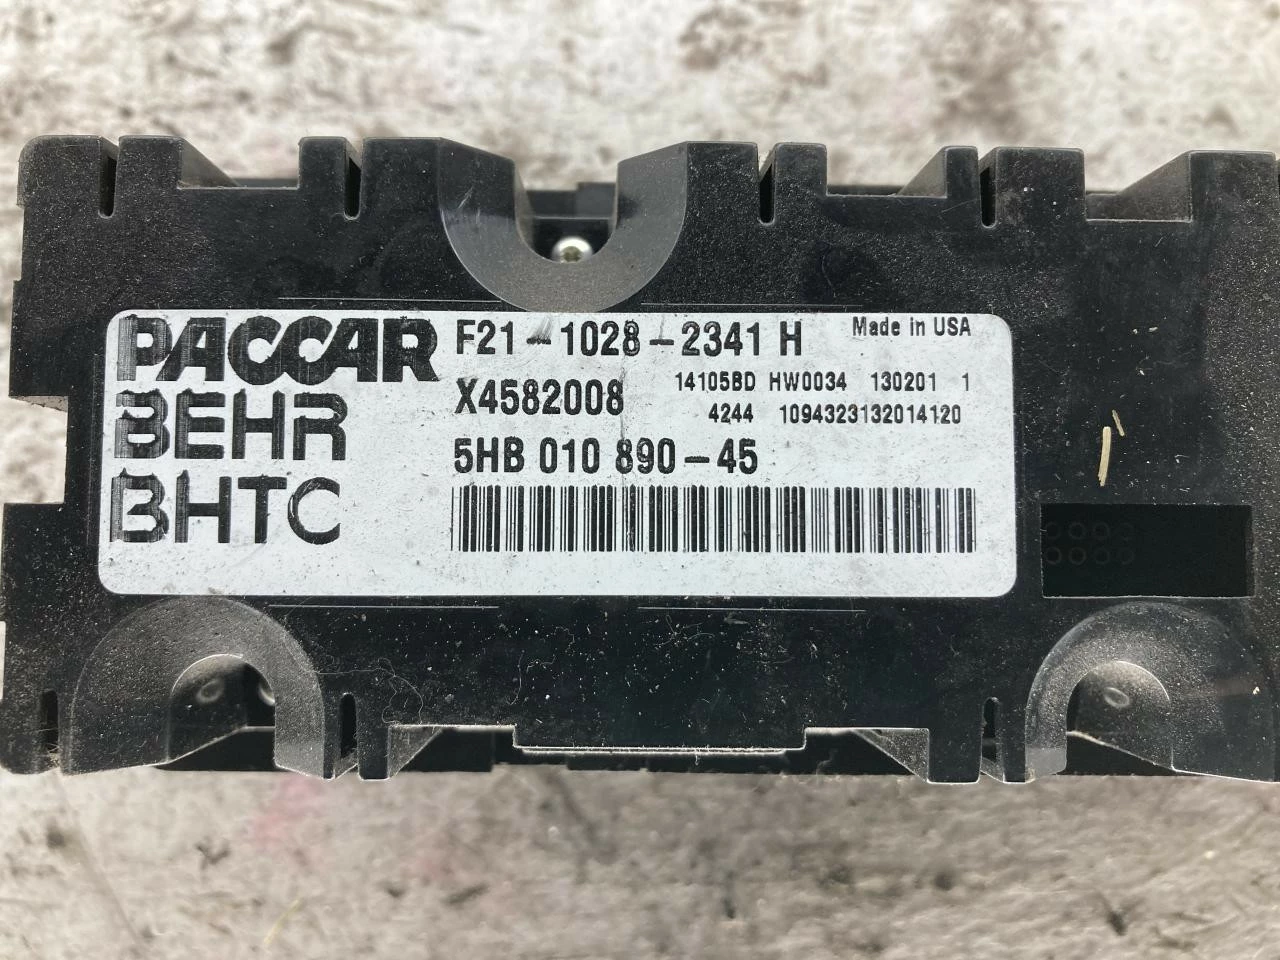 PACCAR
BEHR
BHTC
F21-1028-2341 H
Made in USA
X4582008
14105BD HW0034 130201 1
4244 1094323132014120
5HB 010 890-45